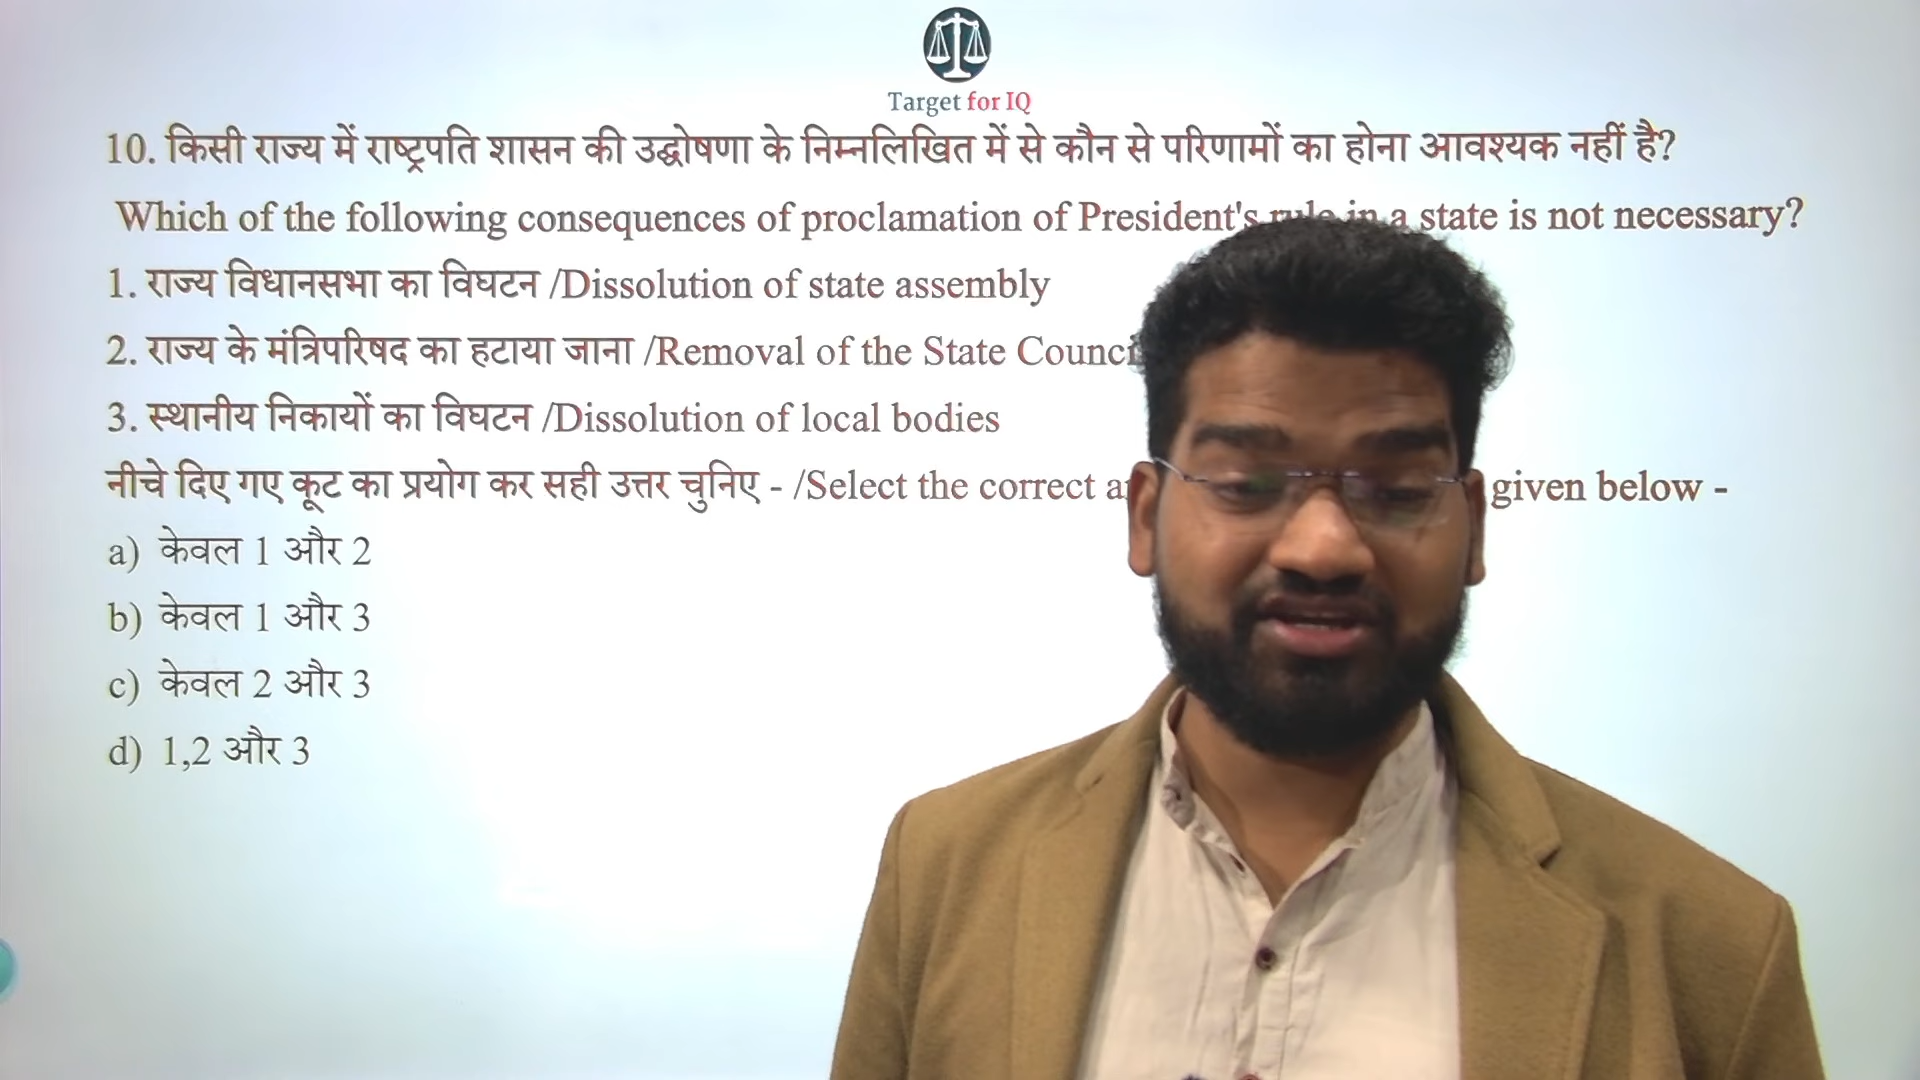 Target for IQ
10. किसी राज्य में राष्ट्रपति शासन की उद्घोषणा के निम्नलिखित में से कौन से परिणामों का होना आवश्यक नहीं है?
Which of the following consequences of proclamation of President's rule in a state is not necessary?
1. राज्य विधानसभा का विघटन /Dissolution of state assembly
2. राज्य के मंत्रिपरिषद का हटाया जाना /Removal of the State
3. स्थानीय निकायों का विघटन /Dissolution of local bodies
नीचे दिए गए कूट का प्रयोग कर सही उत्तर चुनिए - /Select the correct given below -
a) केवल 1 और 2
b) केवल 1 और 3
c) केवल 2 और 3
d) 1,2 और 3